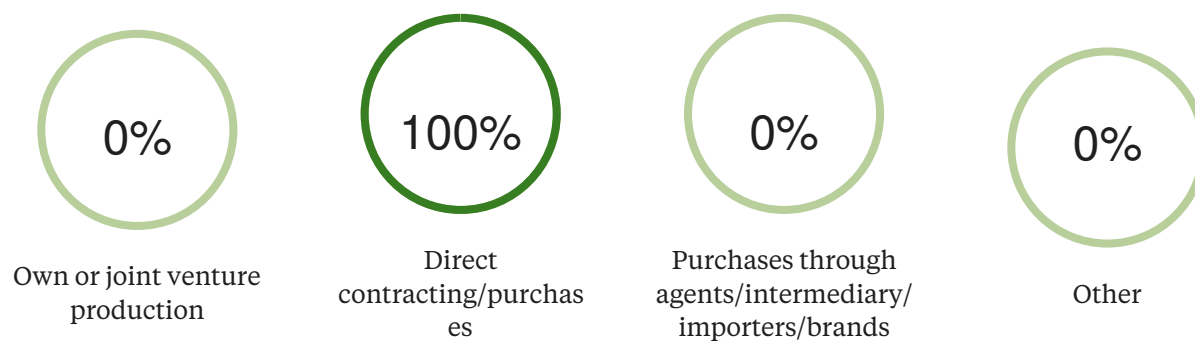 0%
Own or joint venture
production
100%
Direct
contracting/purchas
es
0%
Purchases through
agents/intermediary/
importers/brands
0%
Other